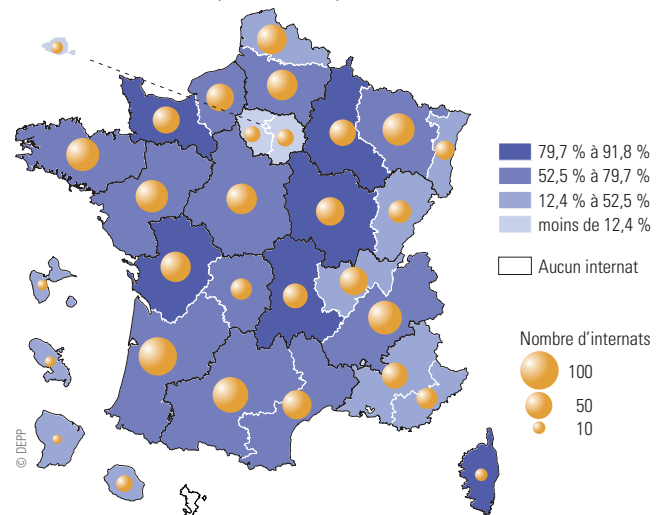 79,7 % à 91,8 %
52,5 % à 79,7 %
12,4 % à 52,5 %
moins de 12,4 %
Aucun internat
Nombre d'internats
100
50
10
© DEPP